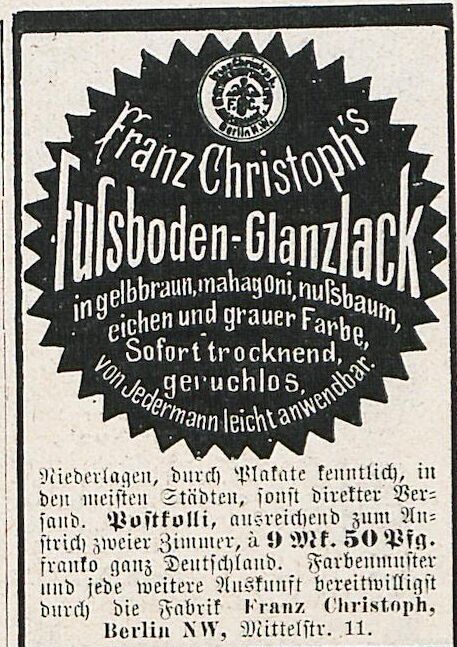 Berlin N.W.
Franz Christoph's
Fußsboden-Glanzlack
in gelbbraun, mahagoni, nußbaum,
eichen und grauer Farbe,
Sofort trocknend,
geruchlos,
von Jedermann leicht anwendbar.
Niederlagen, durch Plakate kenntlich, in
den meisten Städten, sonst direkter Ver-
sand. Postkolli, ausreichend zum An-
strich zweier Zimmer, à 9 Mk. 50 Pfg.
franko ganz Deutschland. Farbenmuster
und jede weitere Auskunft bereitwilligst
durch die Fabrik Franz Christoph,
Berlin NW, Mittelstr. 11.